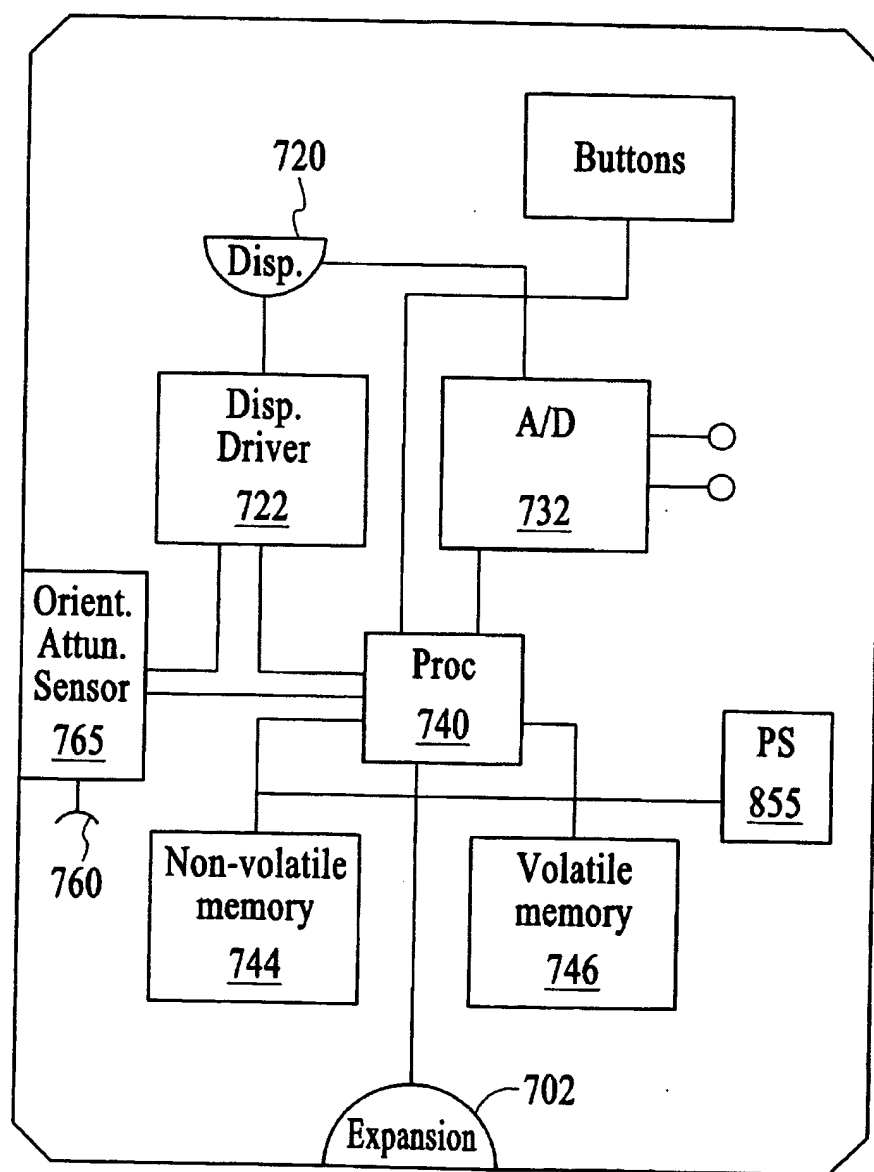 Buttons
720
Disp.
Disp.
Driver
722
A/D
732
Orient.
Attun.
Sensor
765
Proc
740
PS
855
760
Non-volatile
memory
744
Volatile
memory
746
702
Expansion